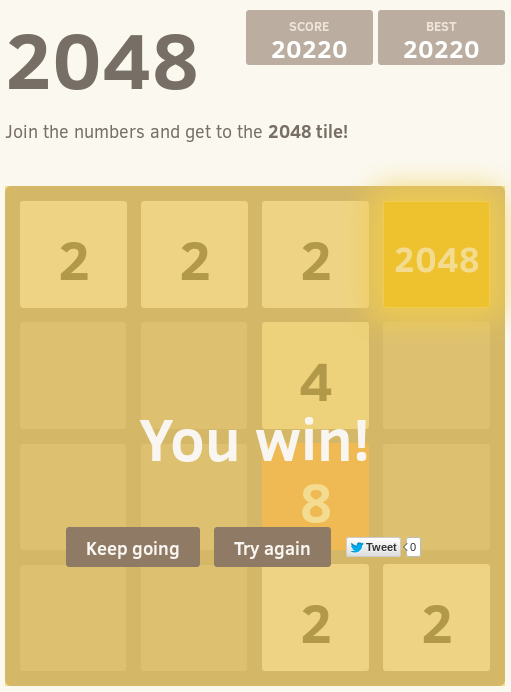 2048
SCORE
20220
BEST
20220
Join the numbers and get to the 2048 tile!
2 2 2 2048
4
You win!
8
Keep going Try again Tweet 0
2 2